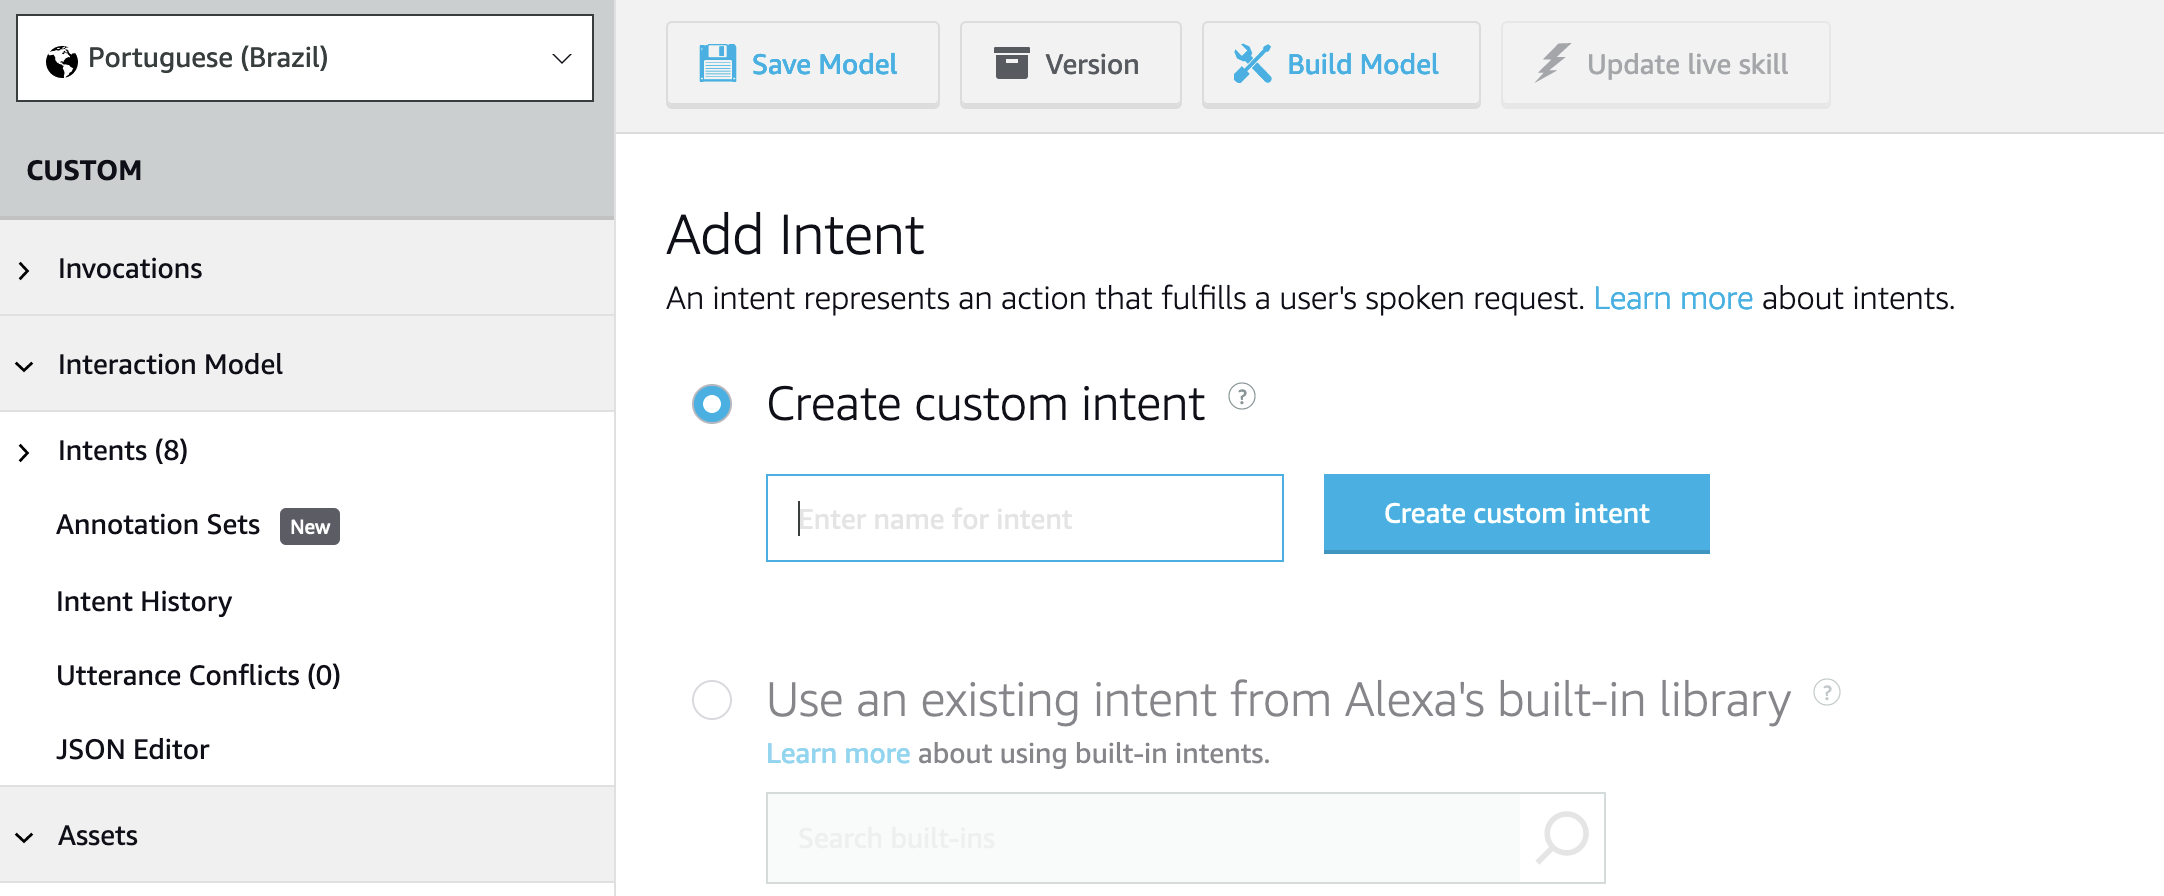 Portuguese (Brazil)
Save Model
Version
Build Model
Update live skill
CUSTOM
Invocations
Interaction Model
Intents (8)
Annotation Sets New
Intent History
Utterance Conflicts (0)
JSON Editor
Assets
Add Intent
An intent represents an action that fulfills a user's spoken request. Learn more about intents.
Create custom intent ?
Enter name for intent
Create custom intent
Use an existing intent from Alexa's built-in library ?
Learn more about using built-in intents.
Search built-ins